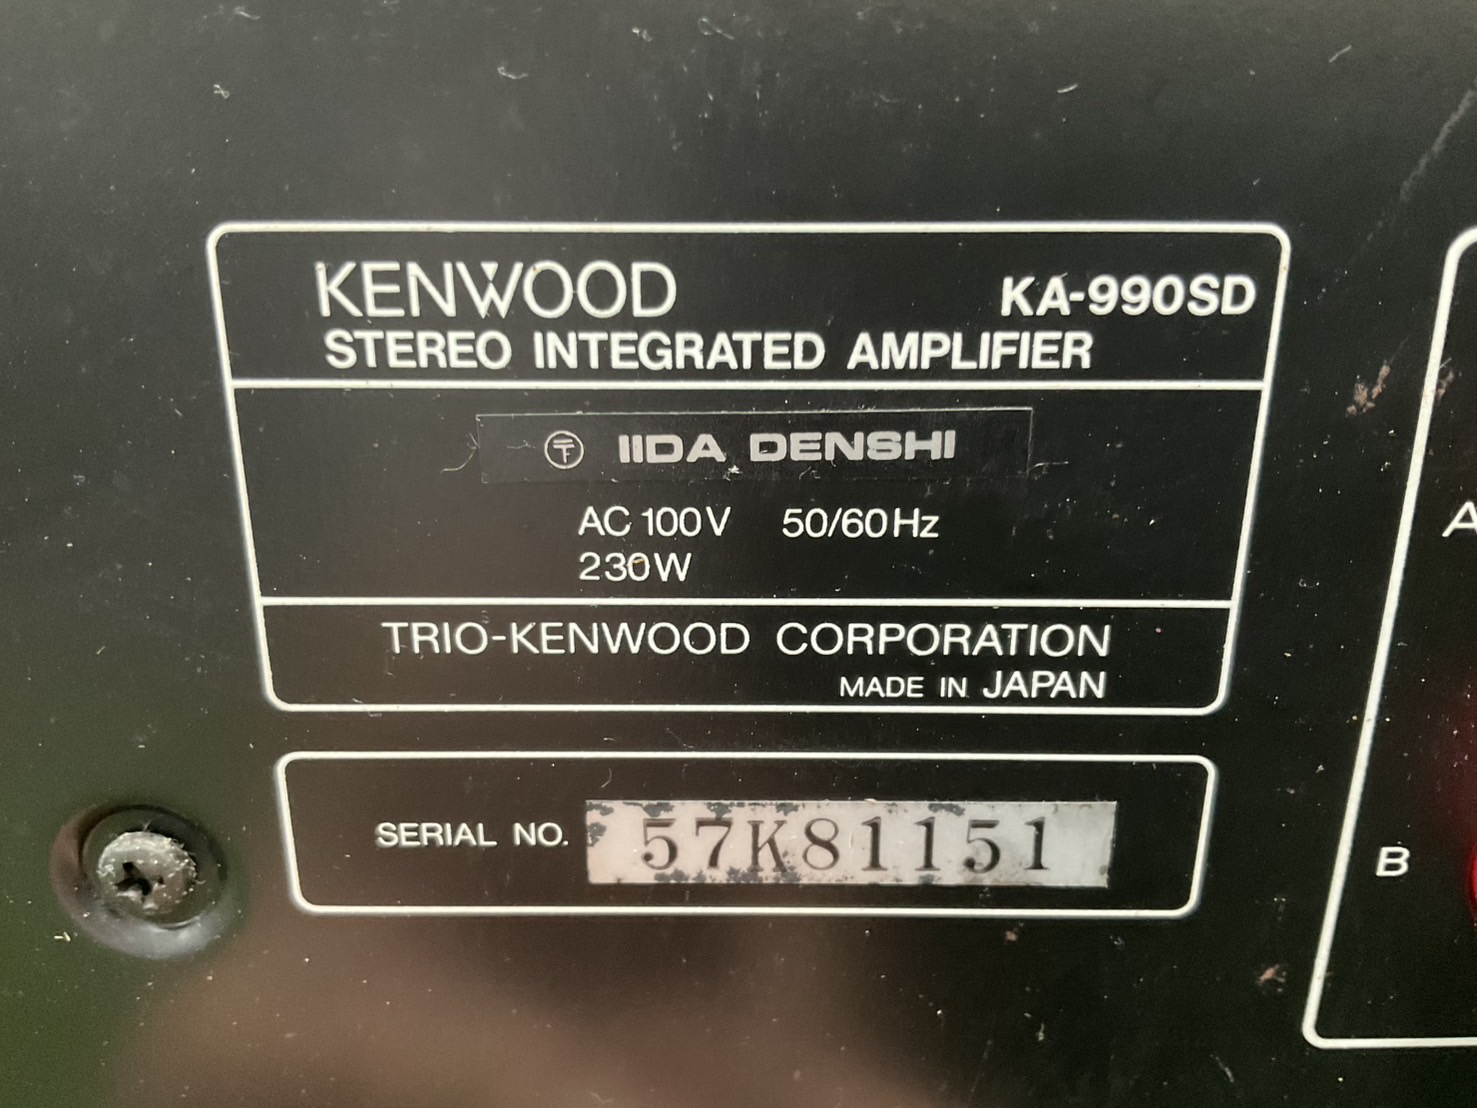 KENWOOD KA-990SD
STEREO INTEGRATED AMPLIFIER
〒 IIDA DENSHI
AC 100V 50/60Hz
230W
TRIO-KENWOOD CORPORATION
MADE IN JAPAN
SERIAL NO. 57K81151
A
B